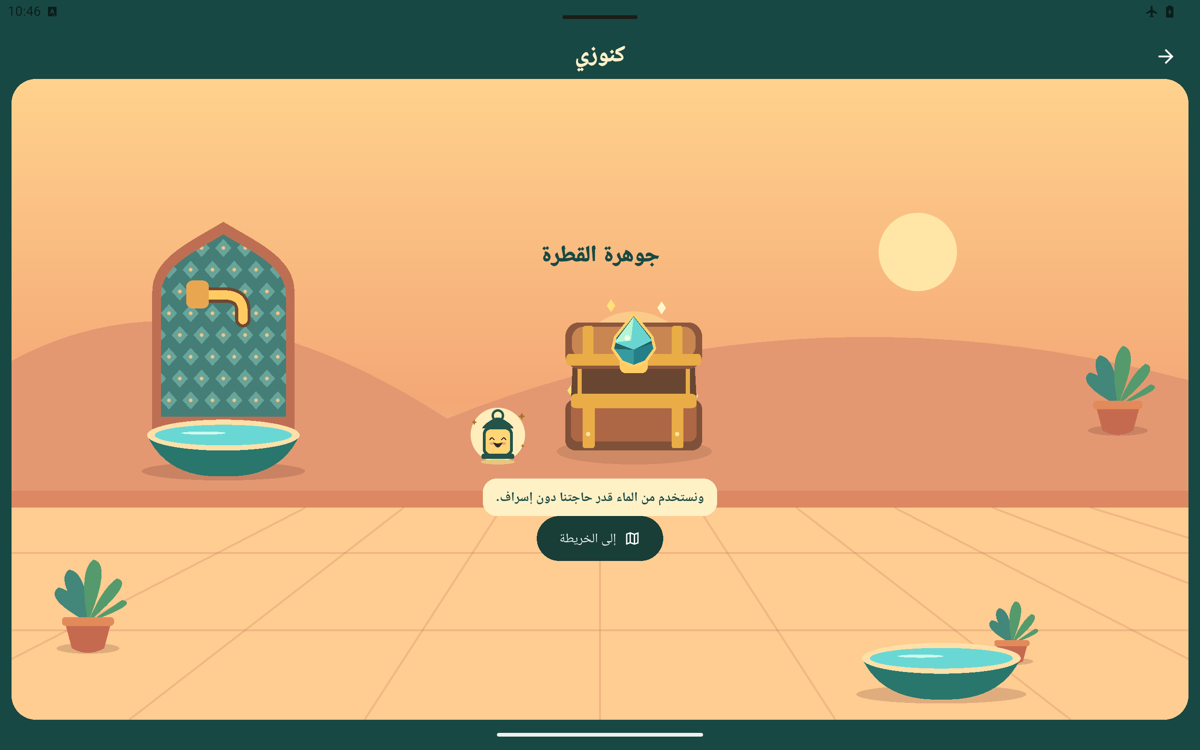 10:46
كنوزي
جوهرة القطرة
ونستخدم من الماء قدر حاجتنا دون إسراف.
إلى الخريطة